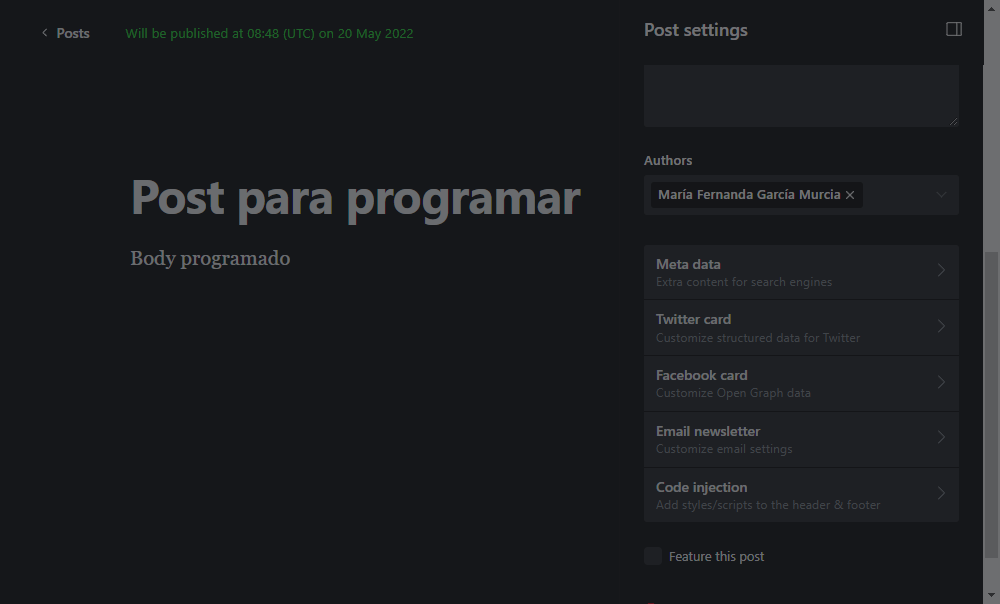 Posts
Will be published at 08:48 (UTC) on 20 May 2022
Post settings
Post para programar
Body programado
Authors
María Fernanda García Murcia ×
Meta data
Extra content for search engines
Twitter card
Customize structured data for Twitter
Facebook card
Customize Open Graph data
Email newsletter
Customize email settings
Code injection
Add styles/scripts to the header & footer
Feature this post